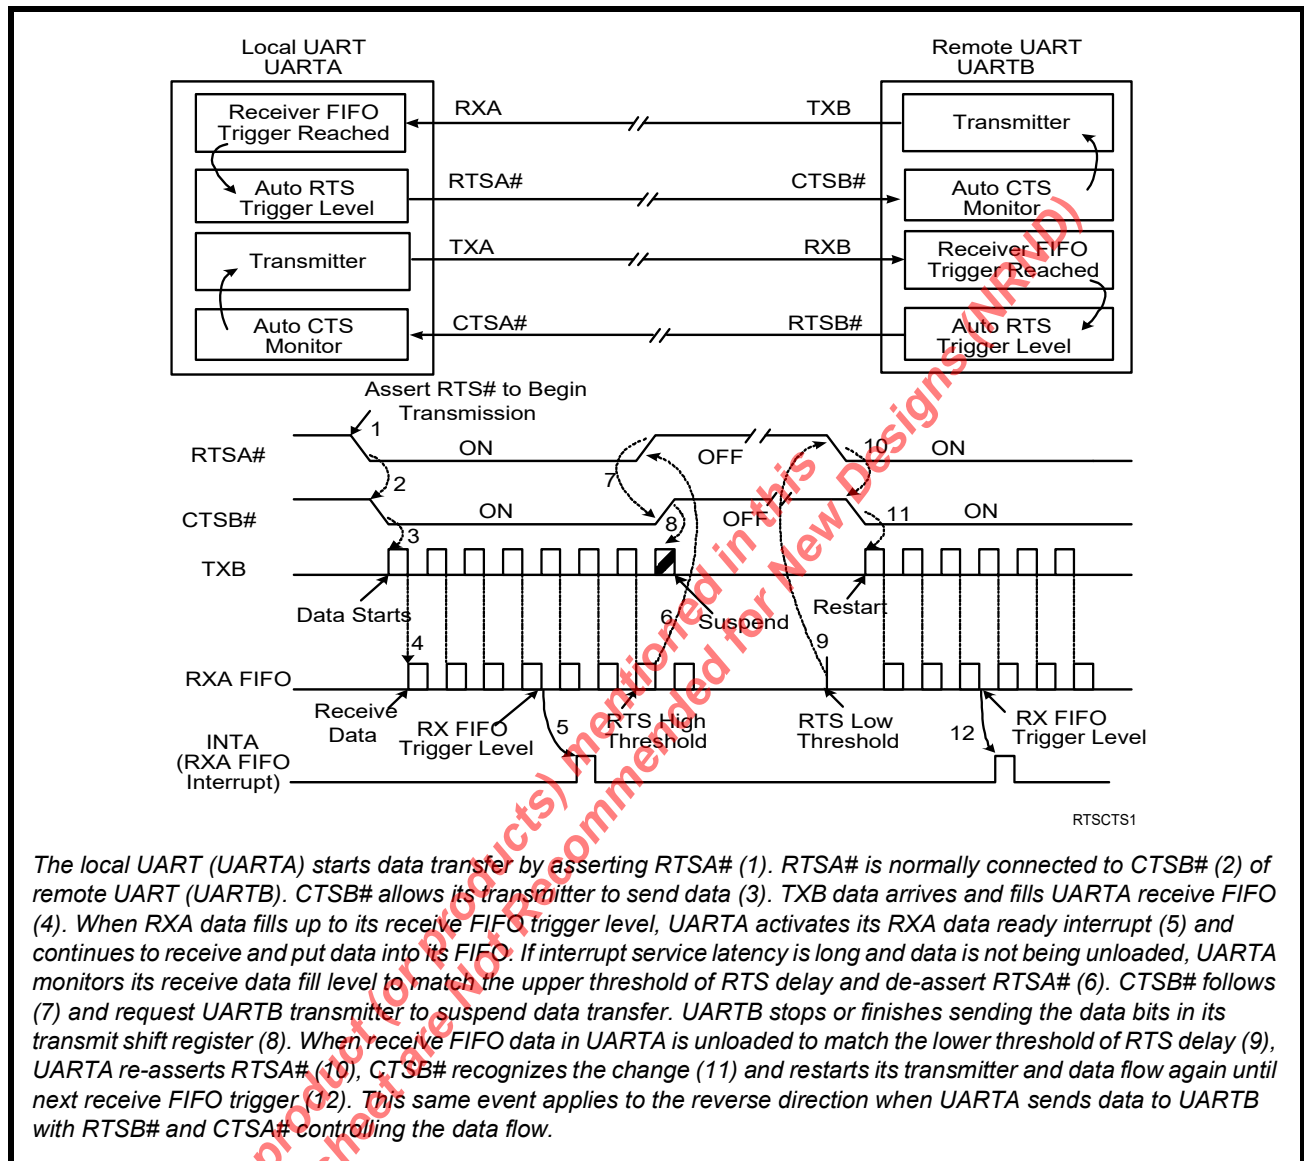 Local UART
UARTA
Remote UART
UARTB
Receiver FIFO
Trigger Reached
RXA
TXB
Transmitter
Auto RTS
Trigger Level
RTSA#
CTSB#
Auto CTS
Monitor
Transmitter
TXA
RXB
Receiver FIFO
Trigger Reached
Auto CTS
Monitor
CTSA#
RTSB#
Auto RTS
Trigger Level
Assert RTS# to Begin
Transmission
RTSA#
1
ON
7
OFF
10
ON
2
CTSB#
ON
8
OFF
11
ON
3
TXB
Data Starts
Suspend
Restart
4
6
9
RXA FIFO
Receive
Data
RX FIFO
Trigger Level
5
RTS High
Threshold
RTS Low
Threshold
12
RX FIFO
Trigger Level
INTA
(RXA FIFO
Interrupt)
RTSCTS1
The local UART (UARTA) starts data transfer by asserting RTSA# (1). RTSA# is normally connected to CTSB# (2) of
remote UART (UARTB). CTSB# allows its transmitter to send data (3). TXB data arrives and fills UARTA receive FIFO
(4). When RXA data fills up to its receive FIFO trigger level, UARTA activates its RXA data ready interrupt (5) and
continues to receive and put data into its FIFO. If interrupt service latency is long and data is not being unloaded, UARTA
monitors its receive data fill level to match the upper threshold of RTS delay and de-assert RTSA# (6). CTSB# follows
(7) and request UARTB transmitter to suspend data transfer. UARTB stops or finishes sending the data bits in its
transmit shift register (8). When receive FIFO data in UARTA is unloaded to match the lower threshold of RTS delay (9),
UARTA re-asserts RTSA# (10), CTSB# recognizes the change (11) and restarts its transmitter and data flow again until
next receive FIFO trigger (12). This same event applies to the reverse direction when UARTA sends data to UARTB
with RTSB# and CTSA# controlling the data flow.
product (or products) mentioned in this
sheet are Not Recommended for New Designs (NRND)